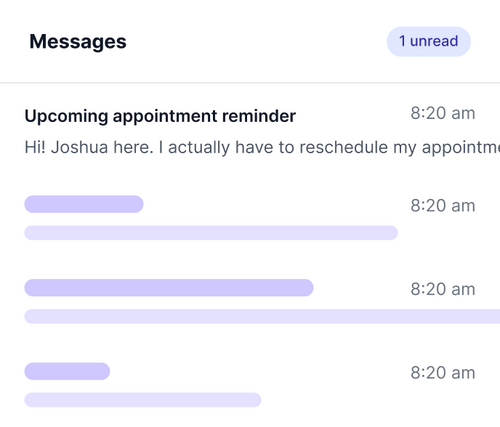 Messages
1 unread
Upcoming appointment reminder
8:20 am
Hi! Joshua here. I actually have to reschedule my
8:20 am
8:20 am
8:20 am